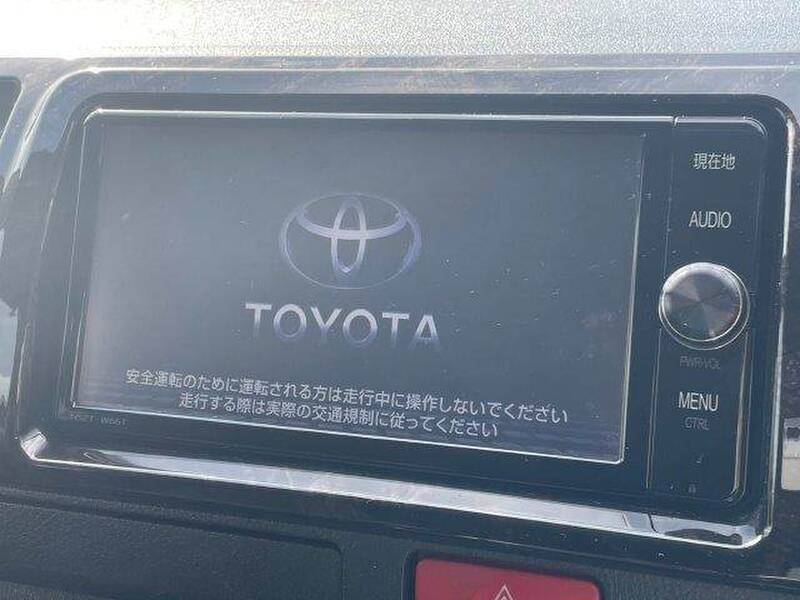 現在地
AUDIO
TOYOTA
PWR·VOL
安全運転のために運転される方は走行中に操作しないでください
走行する際は実際の交通規制に従ってください
MENU
CTRL
NSZT-W66T